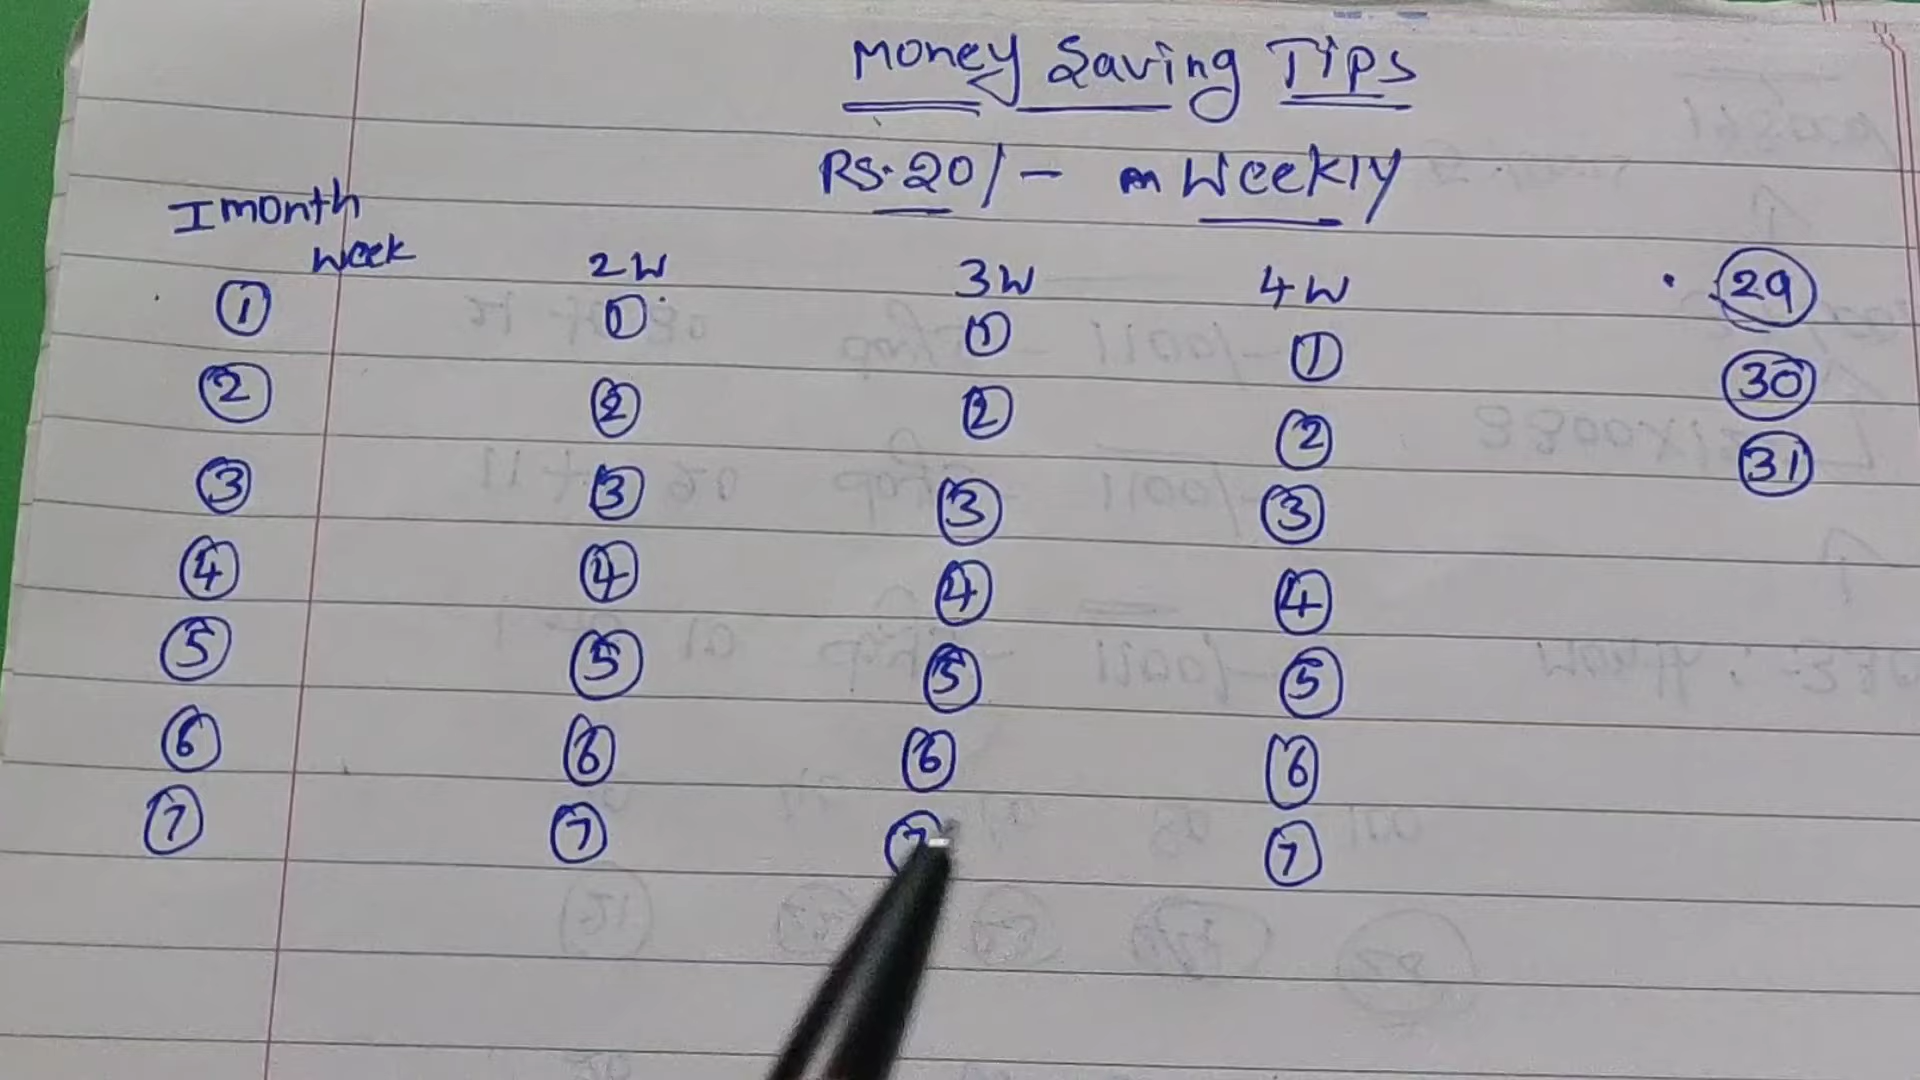 Money Saving Tips
RS.20/- Weekly
I month
week 2W 3W 4W
1 1 1 1 29
2 2 2 2 30
3 3 3 3 31
4 4 4 4
5 5 5 5
6 6 6 6
7 7 7 7